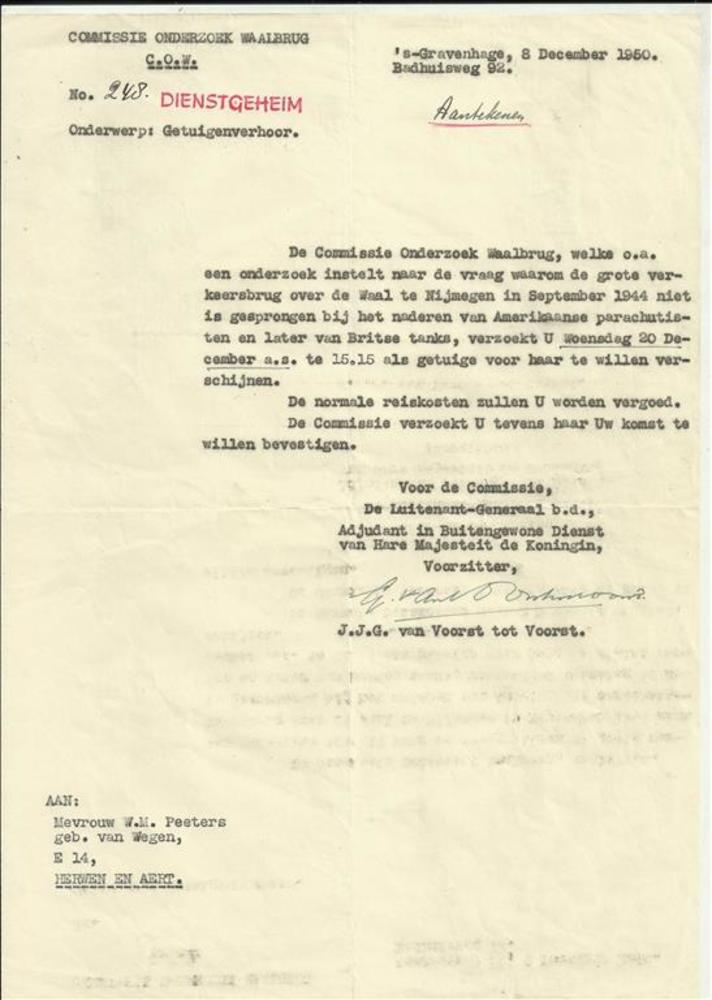 COMMISSIE ONDERZOEK WAALBRUG
C.O.W.
's-Gravenhage, 8 December 1950.
Badhuisweg 92.
No. 248. DIENSTGEHEIM
Aantekenen
Onderwerp: Getuigenverhoor.
De Commissie Onderzoek Waalbrug, welke o.a.
een onderzoek instelt naar de vraag waarom de grote ver-
keersbrug over de Waal te Nijmegen in September 1944 niet
is gesprongen bij het naderen van Amerikaanse parachutis-
ten en later van Britse tanks, verzoekt U Woensdag 20 De-
cember a.s. te 15.15 als getuige voor haar te willen ver-
schijnen.
De normale reiskosten zullen U worden vergoed.
De Commissie verzoekt U tevens haar Uw komst te
willen bevestigen.
Voor de Commissie,
De Luitenant-Generaal b.d.,
Adjudant in Buitengewone Dienst
van Hare Majesteit de Koningin,
Voorzitter,
J.J.G. van Voorst tot Voorst.
AAN:
Mevrouw W.M. Peeters
geb. van Wegen,
E 14,
HERWEN EN AERT.